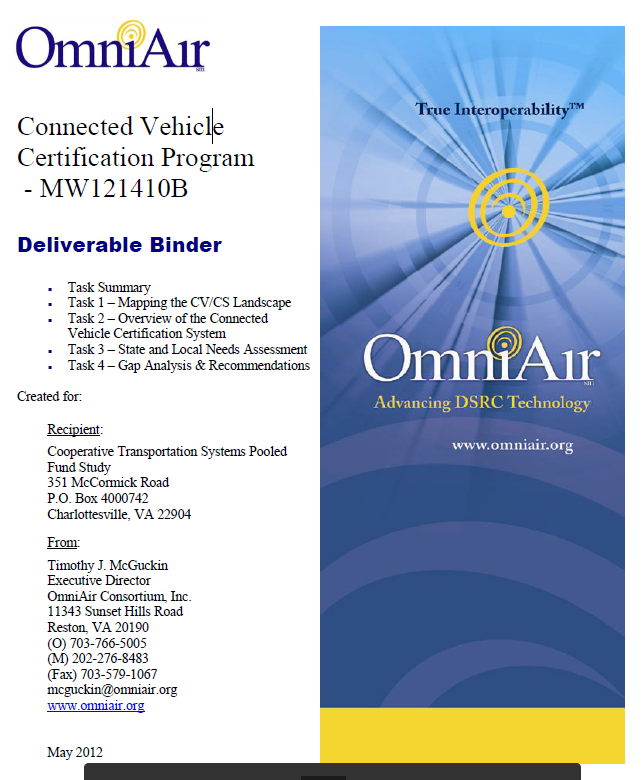 OmniAir
sm
Connected Vehicle
Certification Program
- MW121410B
Deliverable Binder
▪ Task Summary
▪ Task 1 – Mapping the CV/CS Landscape
▪ Task 2 – Overview of the Connected
Vehicle Certification System
▪ Task 3 – State and Local Needs Assessment
▪ Task 4 – Gap Analysis & Recommendations
Created for:
Recipient:
Cooperative Transportation Systems Pooled
Fund Study
351 McCormick Road
P.O. Box 4000742
Charlottesville, VA 22904
From:
Timothy J. McGuckin
Executive Director
OmniAir Consortium, Inc.
11343 Sunset Hills Road
Reston, VA 20190
(O) 703-766-5005
(M) 202-276-8483
(Fax) 703-579-1067
mcguckin@omniair.org
www.omniair.org
May 2012
True Interoperability™
OmniAir
sm
Advancing DSRC Technology
www.omniair.org